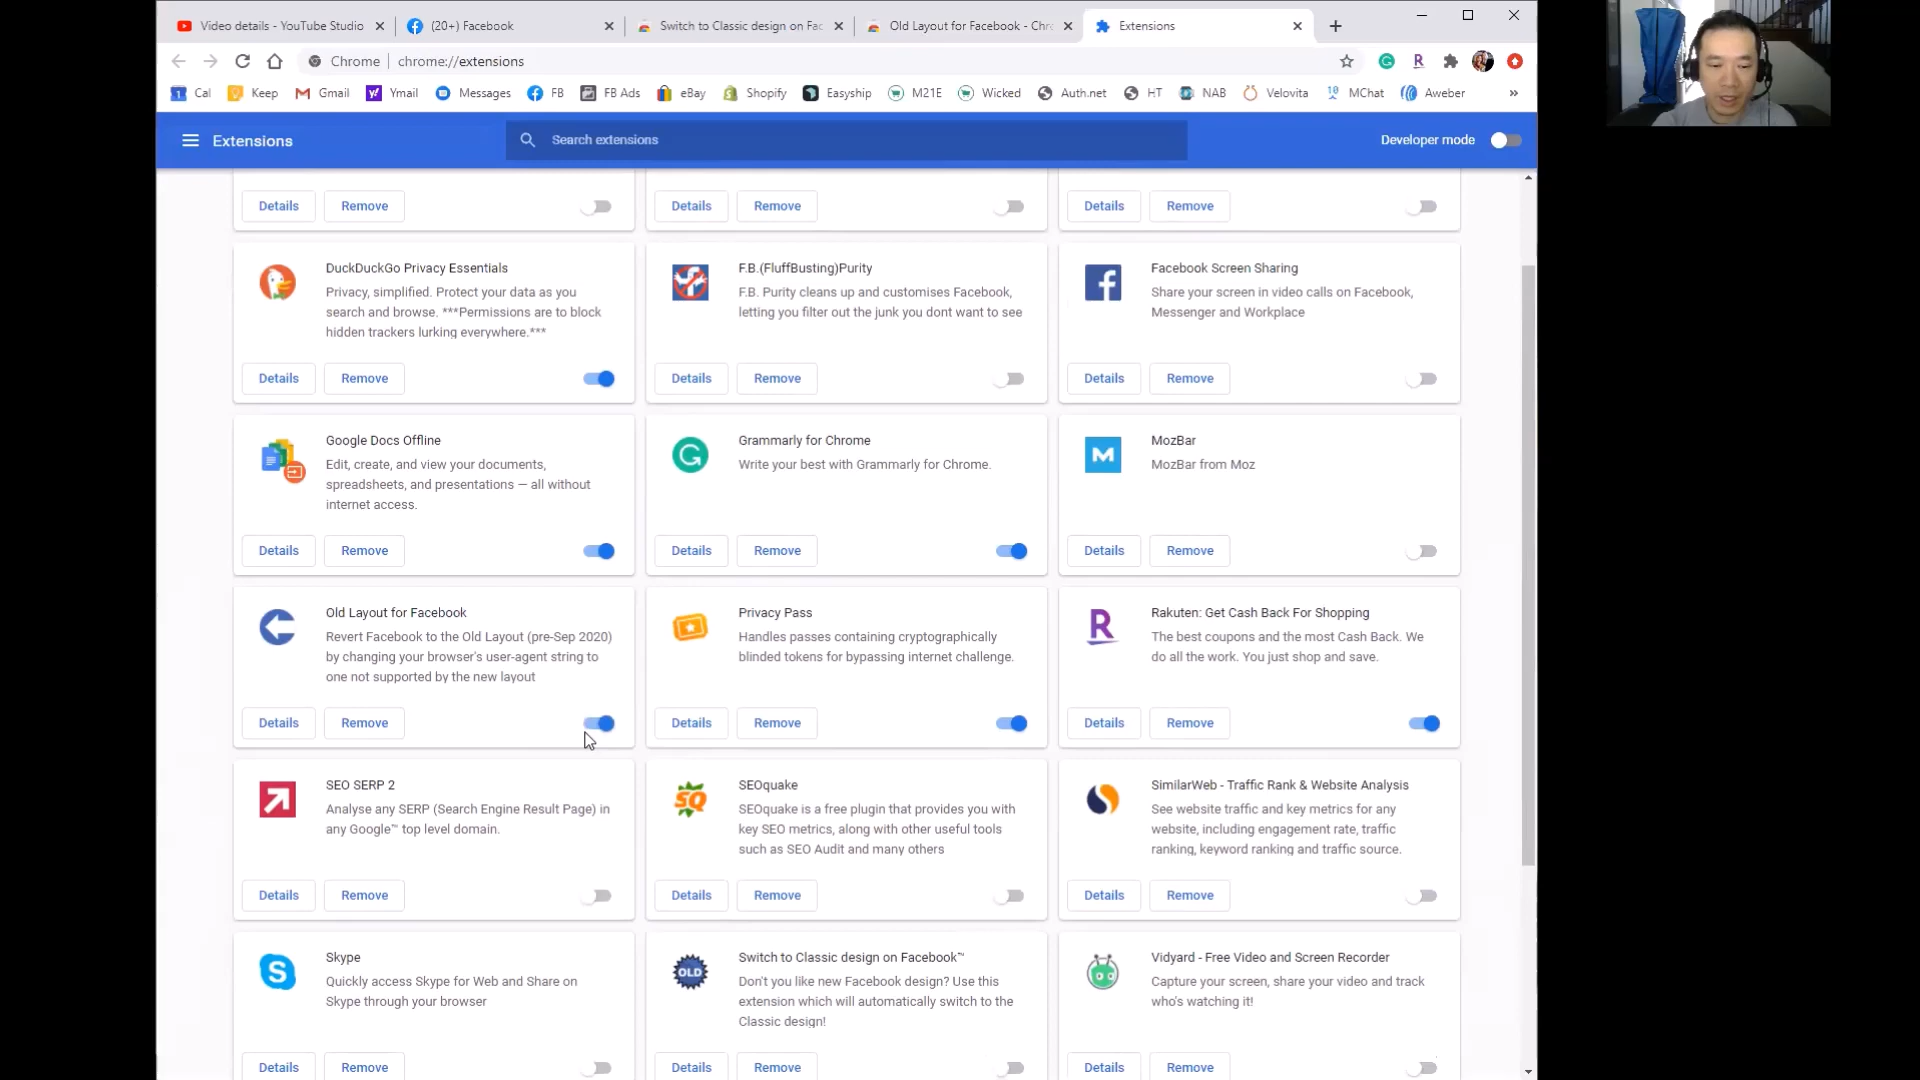 Video details - YouTube Studio
(20+) Facebook
Switch to Classic design on Fac
Old Layout for Facebook - Chro
Extensions
Chrome
chrome://extensions
Cal
Keep
Gmail
Ymail
Messages
FB
FB Ads
eBay
Shopify
Easyship
M21E
Wicked
Auth.net
HT
NAB
Velovita
10
MChat
Aweber
»
Extensions
Search extensions
Developer mode
Details
Remove
Details
Remove
Details
Remove
DuckDuckGo Privacy Essentials
Privacy, simplified. Protect your data as you
search and browse. ***Permissions are to block
hidden trackers lurking everywhere.***
Details
Remove
F.B.(FluffBusting)Purity
F.B. Purity cleans up and customises Facebook,
letting you filter out the junk you dont want to see
Details
Remove
Facebook Screen Sharing
Share your screen in video calls on Facebook,
Messenger and Workplace
Details
Remove
Google Docs Offline
Edit, create, and view your documents,
spreadsheets, and presentations — all without
internet access.
Details
Remove
Grammarly for Chrome
Write your best with Grammarly for Chrome.
Details
Remove
M
MozBar
MozBar from Moz
Details
Remove
Old Layout for Facebook
Revert Facebook to the Old Layout (pre-Sep 2020)
by changing your browser's user-agent string to
one not supported by the new layout
Details
Remove
Privacy Pass
Handles passes containing cryptographically
blinded tokens for bypassing internet challenge.
Details
Remove
R
Rakuten: Get Cash Back For Shopping
The best coupons and the most Cash Back. We
do all the work. You just shop and save.
Details
Remove
SEO SERP 2
Analyse any SERP (Search Engine Result Page) in
any Google™ top level domain.
Details
Remove
SQ
SEOquake
SEOquake is a free plugin that provides you with
key SEO metrics, along with other useful tools
such as SEO Audit and many others
Details
Remove
SimilarWeb - Traffic Rank & Website Analysis
See website traffic and key metrics for any
website, including engagement rate, traffic
ranking, keyword ranking and traffic source.
Details
Remove
S
Skype
Quickly access Skype for Web and Share on
Skype through your browser
Details
Remove
OLD
Switch to Classic design on Facebook™
Don't you like new Facebook design? Use this
extension which will automatically switch to the
Classic design!
Details
Remove
Vidyard - Free Video and Screen Recorder
Capture your screen, share your video and track
who's watching it!
Details
Remove